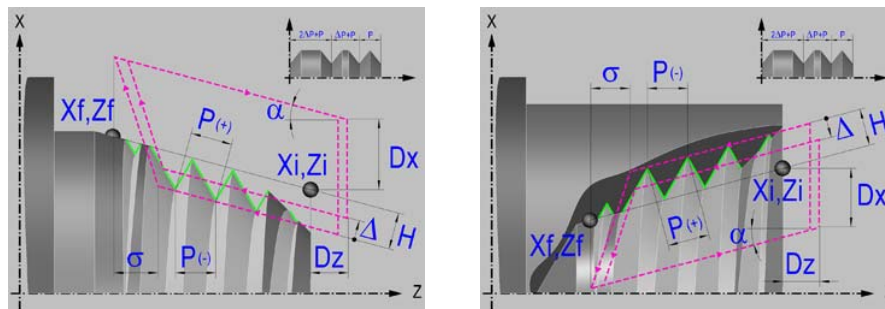 X
2ΔP+P ΔP+P P
Xf,Zf
α
P(+)
Dx
Xi,Zi
Δ
H
σ
P(-)
Dz
Z
X
2ΔP+P ΔP+P P
σ
P(-)
H
Δ
Xi,Zi
Dx
Xf,Zf
P(+)
α
Dz
Z